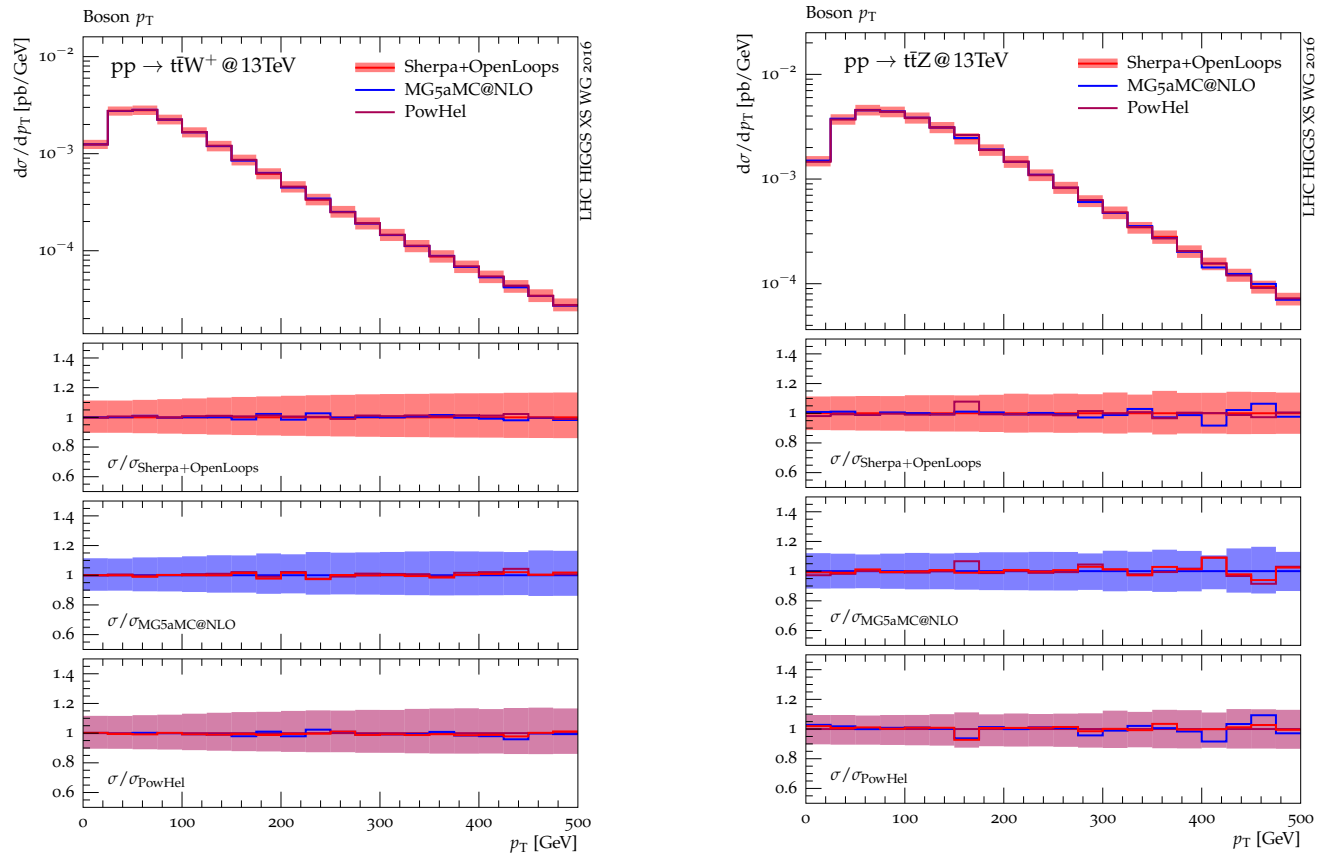 Boson pT
pp → tt̄W+ @ 13TeV
Sherpa+OpenLoops
MG5aMC@NLO
PowHel
dσ/dpT [pb/GeV]
LHC HIGGS XS WG 2016
10−2
10−3
10−4
1.4
1.2
1
0.8
0.6
σ/σSherpa+OpenLoops
1.4
1.2
1
0.8
0.6
σ/σMG5aMC@NLO
1.4
1.2
1
0.8
0.6
σ/σPowHel
0 100 200 300 400 500
pT [GeV]
Boson pT
pp → tt̄Z @ 13TeV
Sherpa+OpenLoops
MG5aMC@NLO
PowHel
dσ/dpT [pb/GeV]
LHC HIGGS XS WG 2016
10−2
10−3
10−4
1.4
1.2
1
0.8
0.6
σ/σSherpa+OpenLoops
1.4
1.2
1
0.8
0.6
σ/σMG5aMC@NLO
1.4
1.2
1
0.8
0.6
σ/σPowHel
0 100 200 300 400 500
pT [GeV]